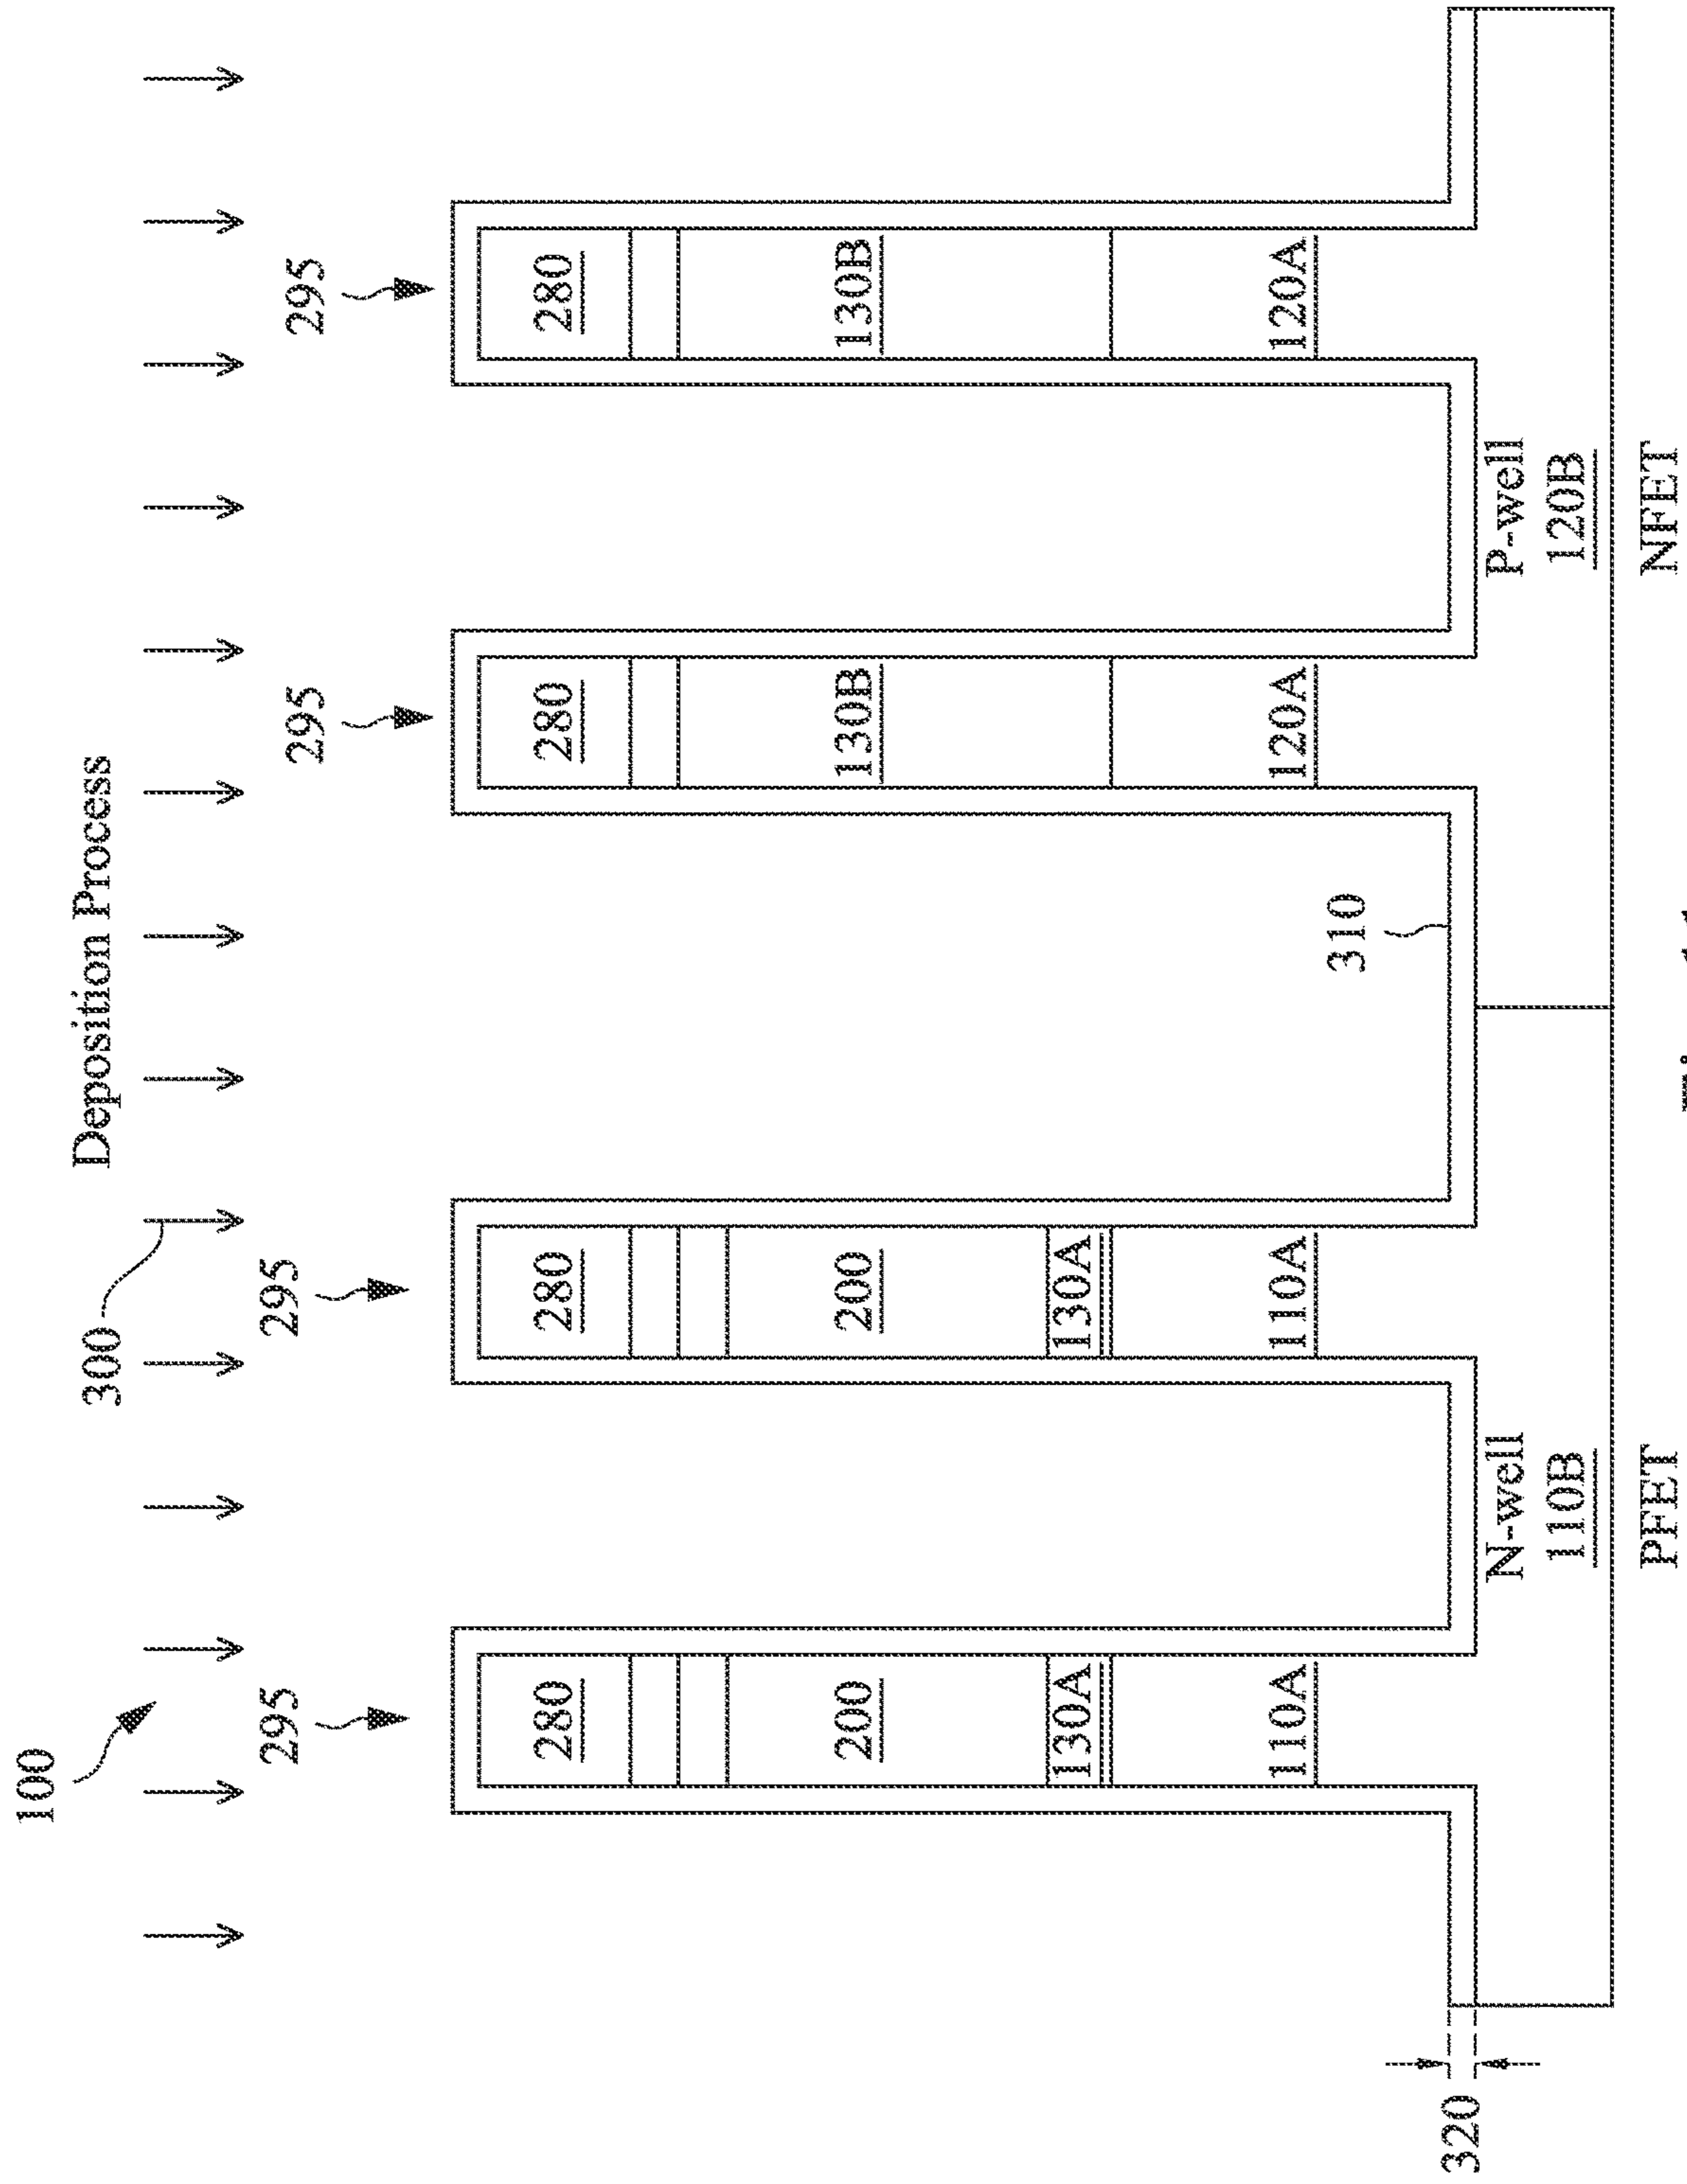 100
300 Deposition Process
295 295 295 295
280 280 280 280
200 200 130B 130B
130A 130A
110A 110A 120A 120A
310
320
N-well P-well
110B 120B
PFET NFET